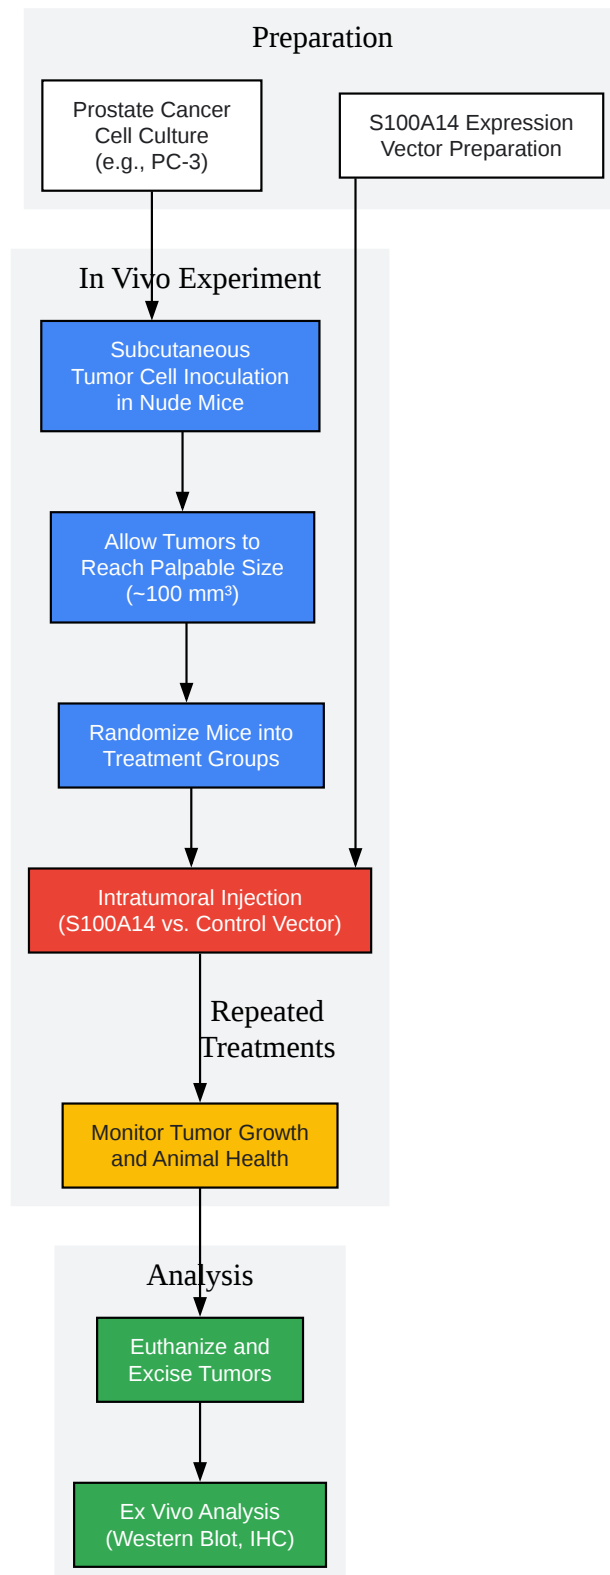 Preparation
Prostate Cancer
Cell Culture
(e.g., PC-3)
S100A14 Expression
Vector Preparation
In Vivo Experiment
Subcutaneous
Tumor Cell Inoculation
in Nude Mice
Allow Tumors to
Reach Palpable Size
(~100 mm³)
Randomize Mice into
Treatment Groups
Intratumoral Injection
(S100A14 vs. Control Vector)
Repeated
Treatments
Monitor Tumor Growth
and Animal Health
Analysis
Euthanize and
Excise Tumors
Ex Vivo Analysis
(Western Blot, IHC)